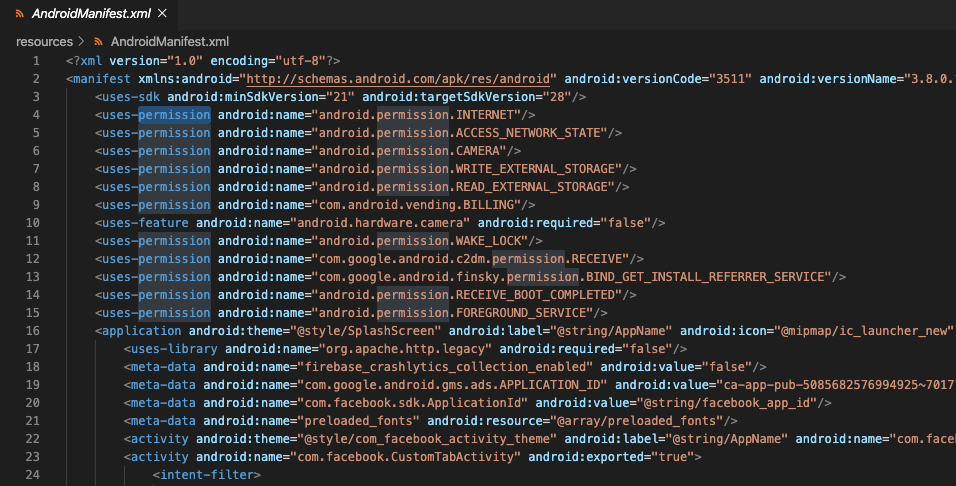 AndroidManifest.xml ×
resources > AndroidManifest.xml
1 <?xml version="1.0" encoding="utf-8"?>
2 <manifest xmlns:android="http://schemas.android.com/apk/res/android" android:versionCode="3511" android:versionName="3.8.0.
3 <uses-sdk android:minSdkVersion="21" android:targetSdkVersion="28"/>
4 <uses-permission android:name="android.permission.INTERNET"/>
5 <uses-permission android:name="android.permission.ACCESS_NETWORK_STATE"/>
6 <uses-permission android:name="android.permission.CAMERA"/>
7 <uses-permission android:name="android.permission.WRITE_EXTERNAL_STORAGE"/>
8 <uses-permission android:name="android.permission.READ_EXTERNAL_STORAGE"/>
9 <uses-permission android:name="com.android.vending.BILLING"/>
10 <uses-feature android:name="android.hardware.camera" android:required="false"/>
11 <uses-permission android:name="android.permission.WAKE_LOCK"/>
12 <uses-permission android:name="com.google.android.c2dm.permission.RECEIVE"/>
13 <uses-permission android:name="com.google.android.finsky.permission.BIND_GET_INSTALL_REFERRER_SERVICE"/>
14 <uses-permission android:name="android.permission.RECEIVE_BOOT_COMPLETED"/>
15 <uses-permission android:name="android.permission.FOREGROUND_SERVICE"/>
16 <application android:theme="@style/SplashScreen" android:label="@string/AppName" android:icon="@mipmap/ic_launcher_new"
17 <uses-library android:name="org.apache.http.legacy" android:required="false"/>
18 <meta-data android:name="firebase_crashlytics_collection_enabled" android:value="false"/>
19 <meta-data android:name="com.google.android.gms.ads.APPLICATION_ID" android:value="ca-app-pub-5085682576994925~7017
20 <meta-data android:name="com.facebook.sdk.ApplicationId" android:value="@string/facebook_app_id"/>
21 <meta-data android:name="preloaded_fonts" android:resource="@array/preloaded_fonts"/>
22 <activity android:theme="@style/com_facebook_activity_theme" android:label="@string/AppName" android:name="com.face
23 <activity android:name="com.facebook.CustomTabActivity" android:exported="true">
24 <intent-filter>